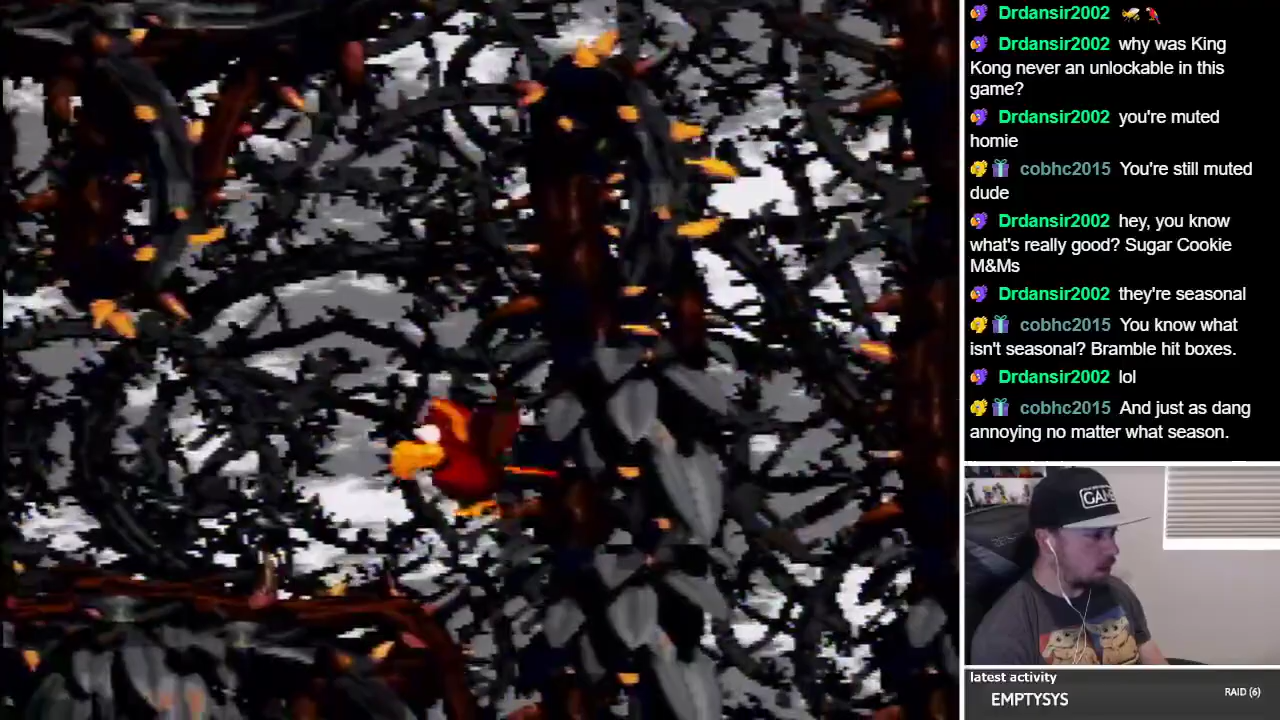 Drdansir2002
Drdansir2002 why was King
Kong never an unlockable in this
game?
Drdansir2002 you're muted
homie
cobhc2015 You're still muted
dude
Drdansir2002 hey, you know
what's really good? Sugar Cookie
M&Ms
Drdansir2002 they're seasonal
cobhc2015 You know what
isn't seasonal? Bramble hit boxes.
Drdansir2002 lol
cobhc2015 And just as dang
annoying no matter what season.
GAME
latest activity
EMPTYSYS
RAID (6)